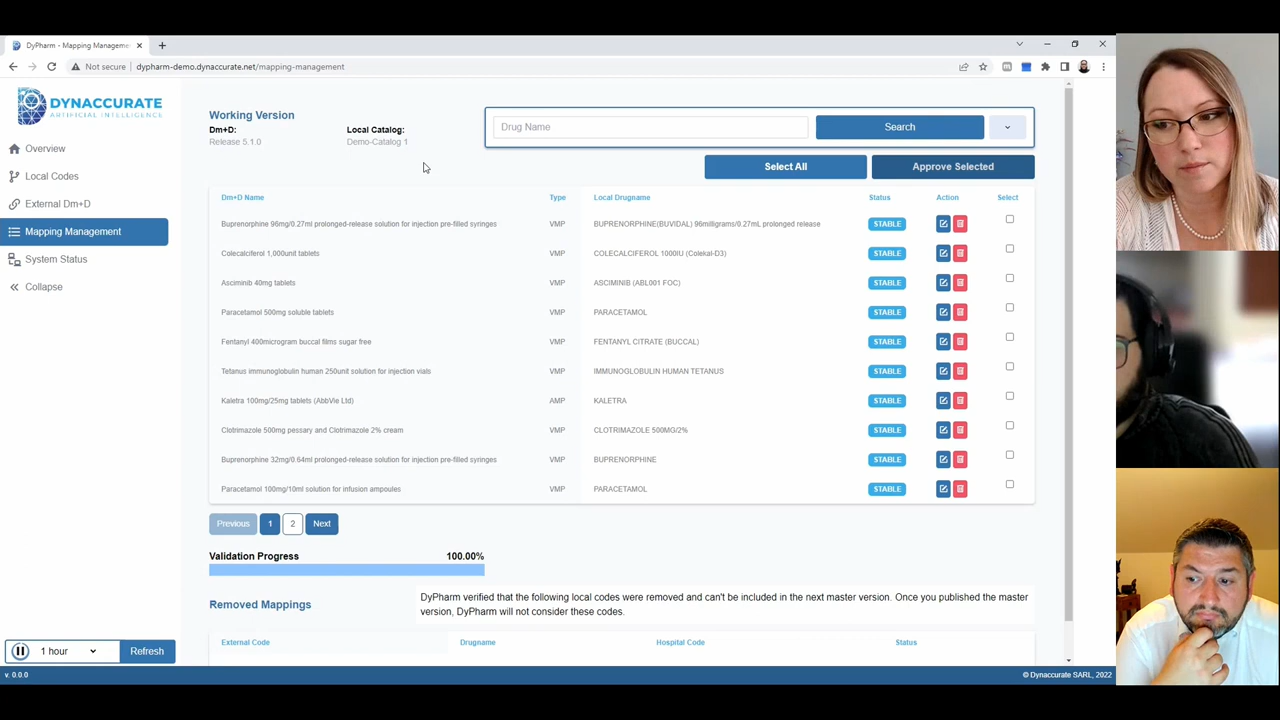 DyPharm - Mapping Managemen
Not secure
dypharm-demo.dynaccurate.net/mapping-management
DYNACCURATE
ARTIFICIAL INTELLIGENCE
Overview
Local Codes
External Dm+D
Mapping Management
System Status
Collapse
Working Version
Dm+D: Local Catalog:
Release 5.1.0 Demo-Catalog 1
Drug Name Search
Select All Approve Selected
Dm+D Name Type Local Drugname Status Action Select
Buprenorphine 96mg/0.27ml prolonged-release solution for injection pre-filled syringes VMP BUPRENORPHINE(BUVIDAL) 96milligrams/0.27mL prolonged release STABLE
Colecalciferol 1,000unit tablets VMP COLECALCIFEROL 1000IU (Colekal-D3) STABLE
Asciminib 40mg tablets VMP ASCIMINIB (ABL001 FOC) STABLE
Paracetamol 500mg soluble tablets VMP PARACETAMOL STABLE
Fentanyl 400microgram buccal films sugar free VMP FENTANYL CITRATE (BUCCAL) STABLE
Tetanus immunoglobulin human 250unit solution for injection vials VMP IMMUNOGLOBULIN HUMAN TETANUS STABLE
Kaletra 100mg/25mg tablets (AbbVie Ltd) AMP KALETRA STABLE
Clotrimazole 500mg pessary and Clotrimazole 2% cream VMP CLOTRIMAZOLE 500MG/2% STABLE
Buprenorphine 32mg/0.64ml prolonged-release solution for injection pre-filled syringes VMP BUPRENORPHINE STABLE
Paracetamol 100mg/10ml solution for infusion ampoules VMP PARACETAMOL STABLE
Previous 1 2 Next
Validation Progress 100.00%
Removed Mappings
DyPharm verified that the following local codes were removed and can't be included in the next master version. Once you published the master
version, DyPharm will not consider these codes.
External Code Drugname Hospital Code Status
1 hour Refresh
v. 0.0.0 © Dynaccurate SARL, 2022